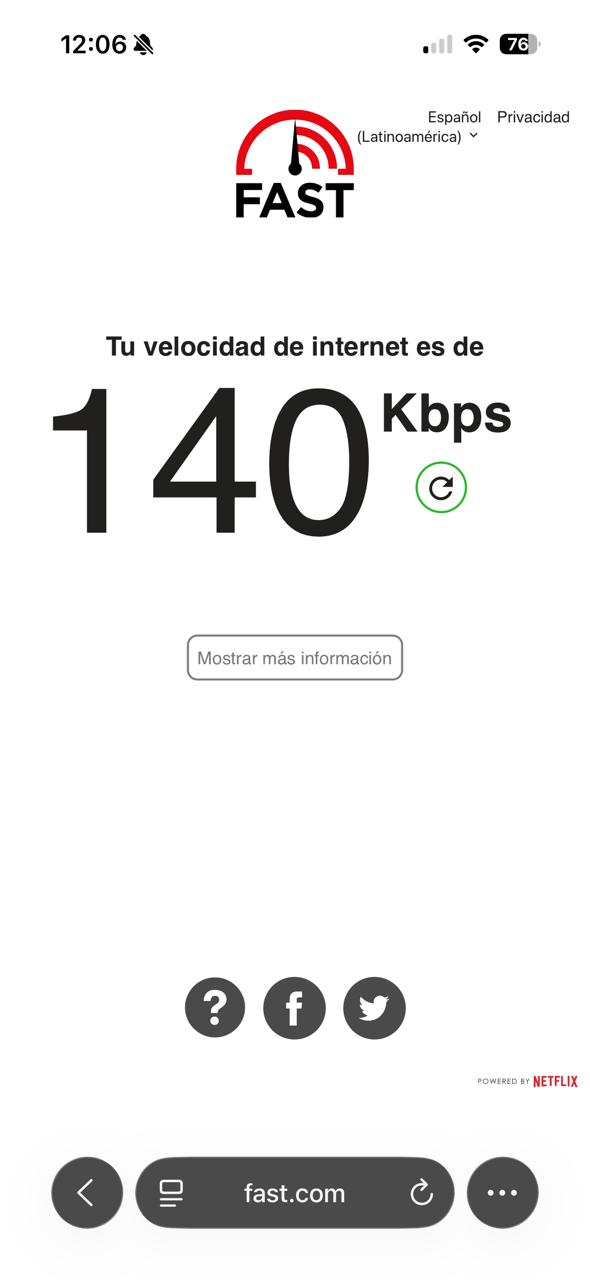 12:06
76
Español Privacidad
(Latinoamérica)
FAST
Tu velocidad de internet es de
140 Kbps
Mostrar más información
?
f
POWERED BY NETFLIX
fast.com